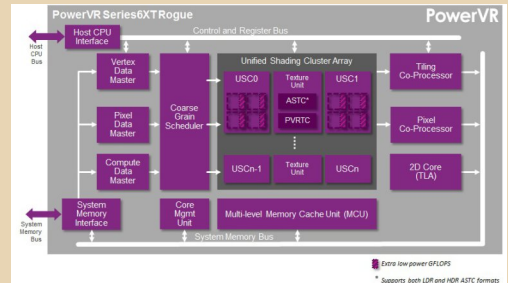 PowerVR Series6XT Rogue
PowerVR
Host CPU
Interface
Control and Register Bus
Host
CPU
Bus
Vertex
Data
Master
Pixel
Data
Master
Compute
Data
Master
Coarse
Grain
Scheduler
Unified Shading Cluster Array
USC0
Texture
Unit
ASTC*
PVRTC
USC1
USCn-1
Texture
Unit
USCn
Tiling
Co-Processor
Pixel
Co-Processor
2D Core
(TLA)
System
Memory
Interface
Core
Mgmt
Unit
Multi-level Memory Cache Unit (MCU)
System
Memory
Bus
System Memory Bus
Extra low power GFLOPS
* Supports both LDR and HDR ASTC formats